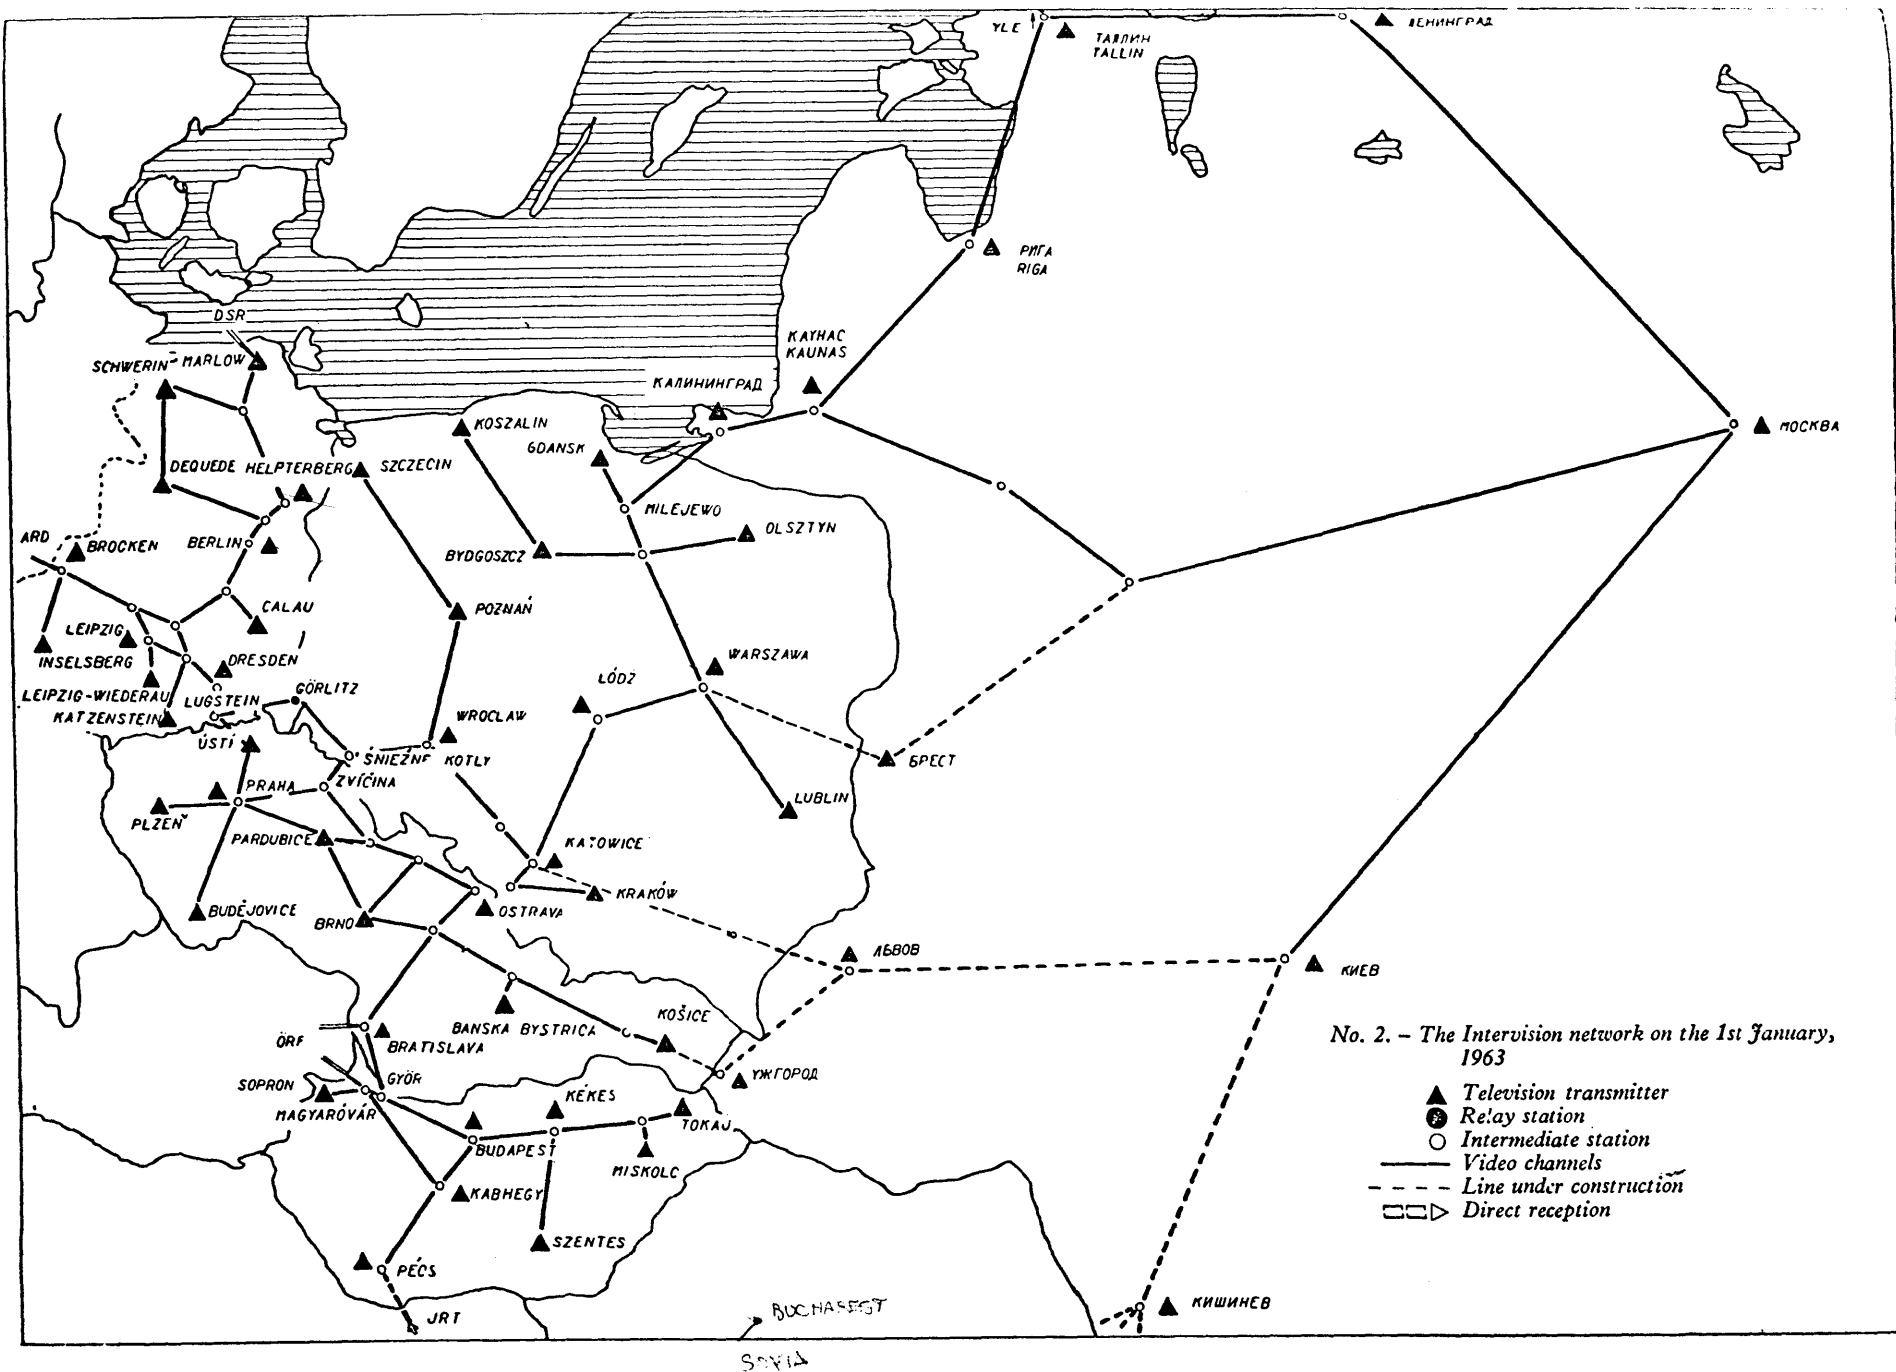 YLE
ТАЛЛИН
TALLIN
ЛЕНИНГРАД
РИГА
RIGA
DSR
КАУНАС
KAUNAS
SCHWERIN-MARLOW
КАЛИНИНГРАД
KOSZALIN
МОСКВА
GDANSK
DEQUEDE HELPTERBERG
SZCZECIN
MILEJEWO
OLSZTYN
ARD
BROCKEN
BERLIN
BYDGOSZCZ
CALAU
POZNAŃ
LEIPZIG
INSELSBERG
DRESDEN
WARSZAWA
ŁÓDŹ
LEIPZIG-WIEDERAU
LUGSTEIN
GÖRLITZ
KATZENSTEIN
WROCLAW
ÚSTÍ
ŚNIEŻNE KOTLY
БРЕСТ
ZVÍČINA
PRAHA
PLZEŇ
LUBLIN
PARDUBICE
KATOWICE
KRAKÓW
BUDĚJOVICE
OSTRAVA
BRNO
ЛЬВОВ
КИЕВ
KOŠICE
BANSKA BYSTRICA
ÖRF
BRATISLAVA
УЖГОРОД
SOPRON
GYÖR
MAGYARÓVÁR
KÉKES
TOKAJ
BUDAPEST
MISKOLC
KABHEGY
SZENTES
PÉCS
JRT
BUCHAREST
КИШИНЕВ
SOVIA
No. 2. – The Intervision network on the 1st January,
1963
Television transmitter
Relay station
Intermediate station
Video channels
Line under construction
Direct reception